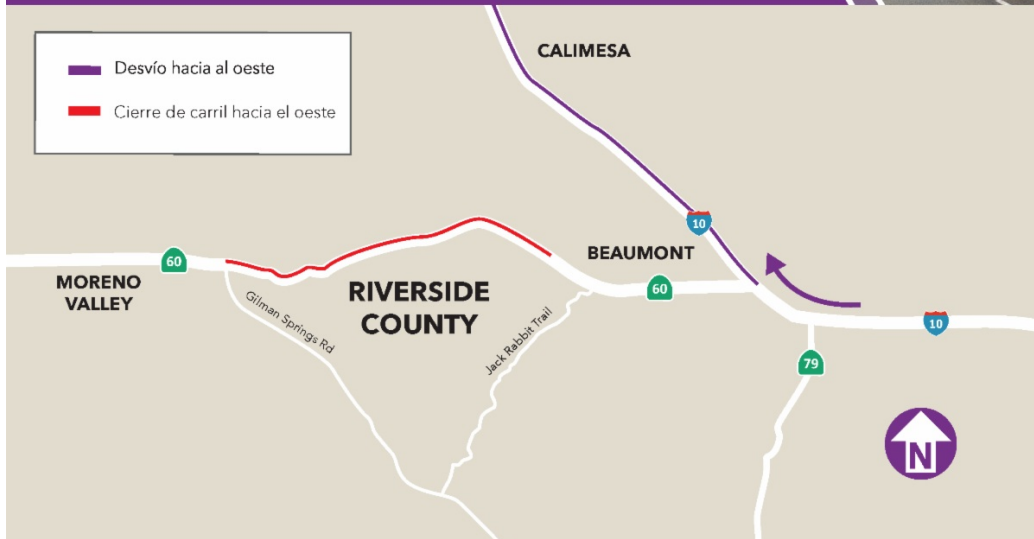 Desvío hacia al oeste
Cierre de carril hacia el oeste
CALIMESA
10
BEAUMONT
60
MORENO
VALLEY
60
RIVERSIDE
COUNTY
Gilman Springs Rd
Jack Rabbit Trail
10
79
N